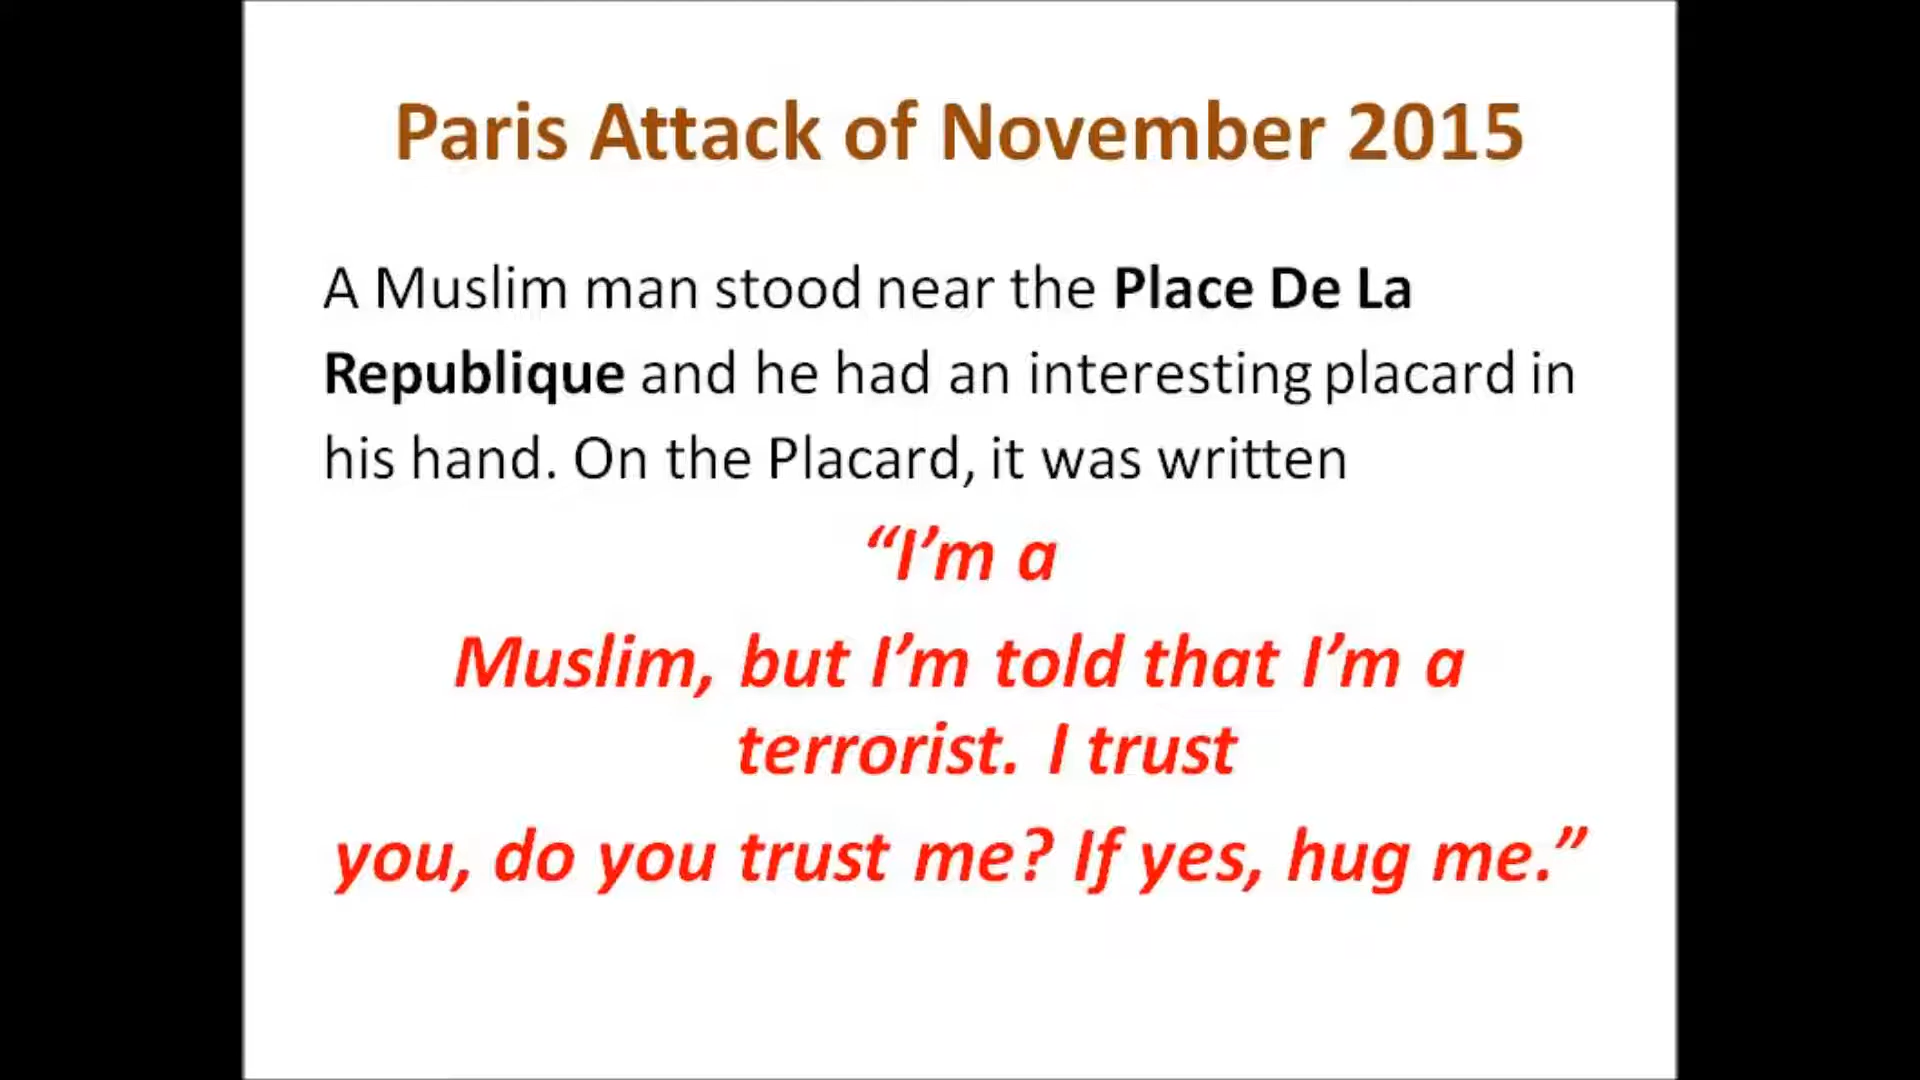 Paris Attack of November 2015
A Muslim man stood near the Place De La
Republique and he had an interesting placard in
his hand. On the Placard, it was written
“I’m a
Muslim, but I’m told that I’m a
terrorist. I trust
you, do you trust me? If yes, hug me.”